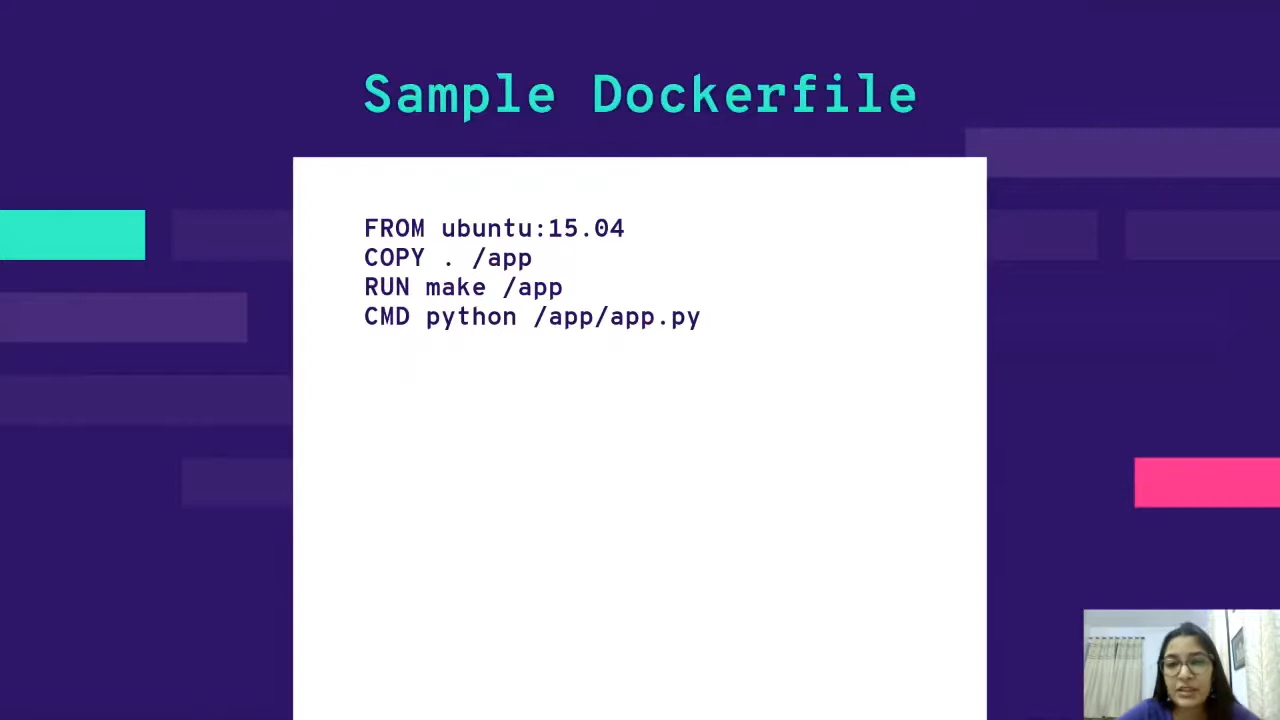 Sample Dockerfile
FROM ubuntu:15.04
COPY . /app
RUN make /app
CMD python /app/app.py